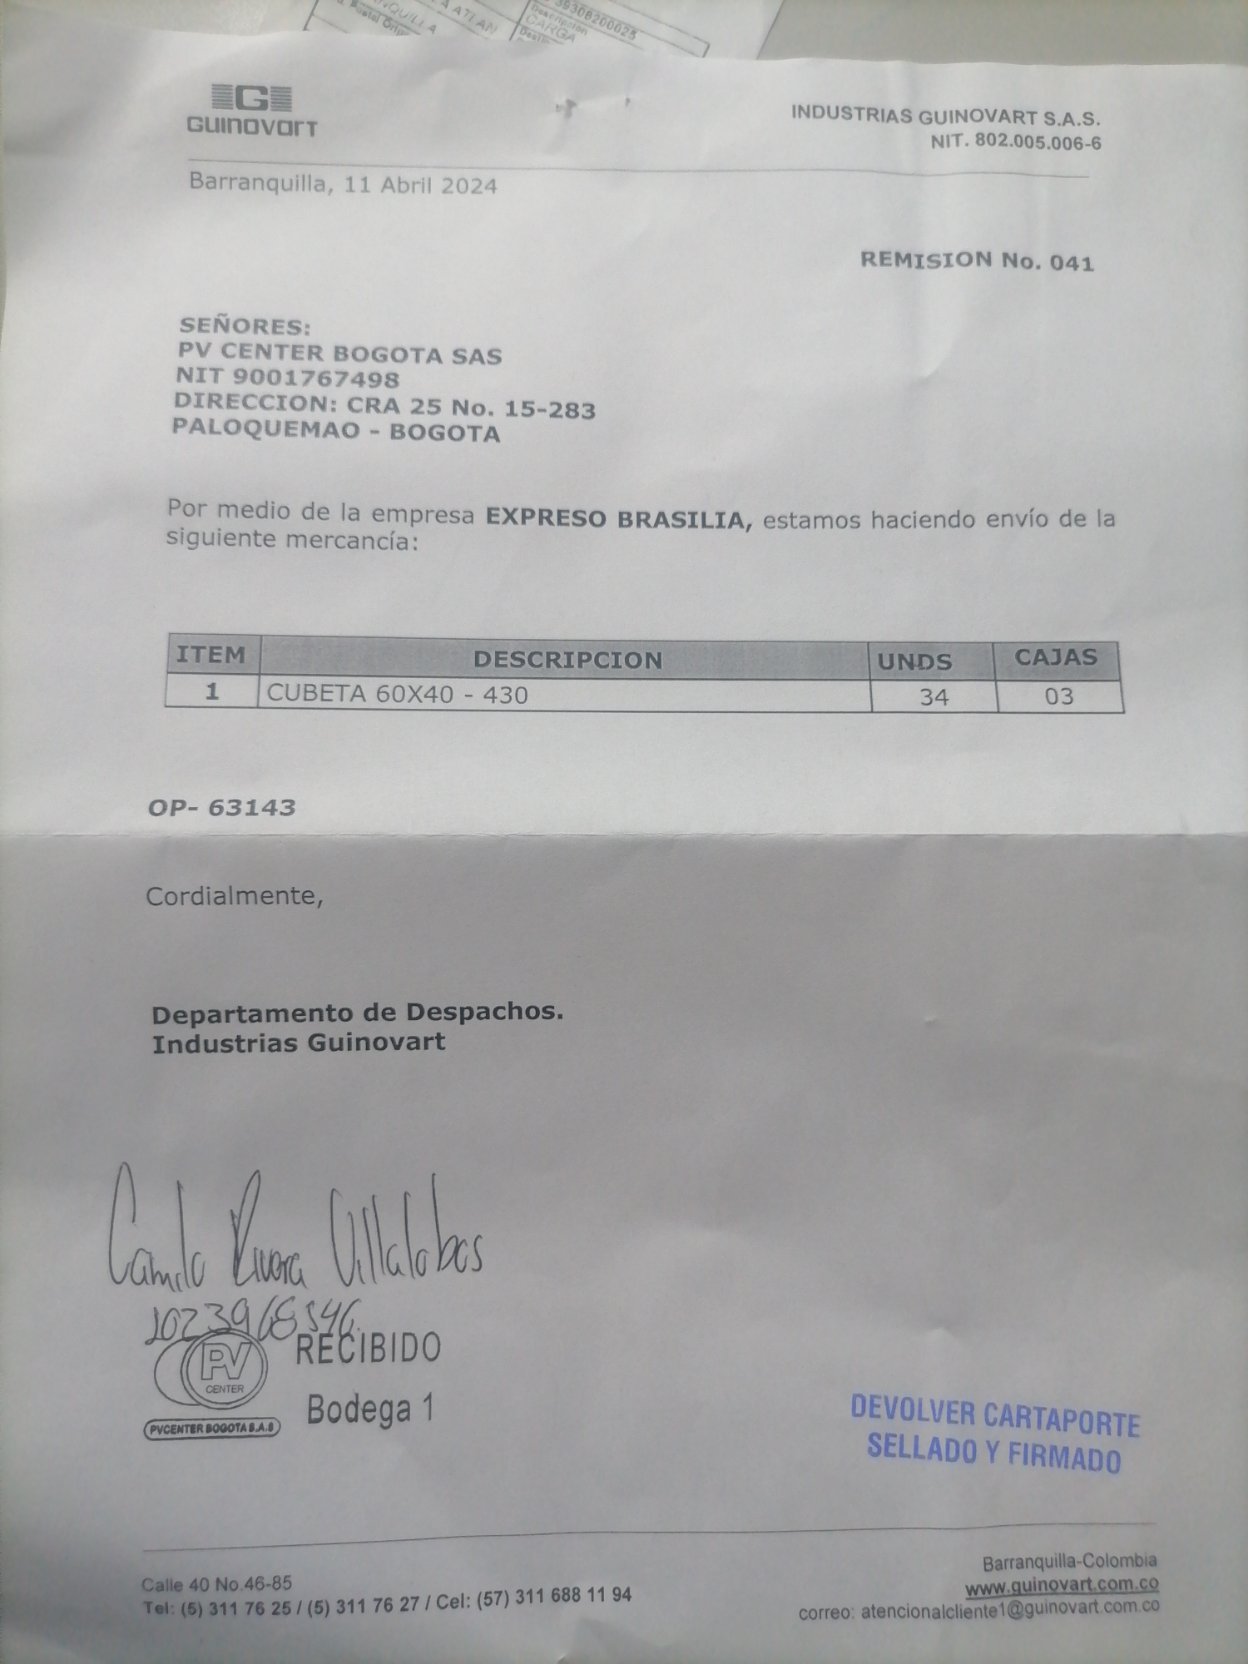 39308200025
Descripcion
CARGA
GUINOVART
INDUSTRIAS GUINOVART S.A.S.
NIT. 802.005.006-6
Barranquilla, 11 Abril 2024
REMISION No. 041
SEÑORES:
PV CENTER BOGOTA SAS
NIT 9001767498
DIRECCION: CRA 25 No. 15-283
PALOQUEMAO - BOGOTA
Por medio de la empresa EXPRESO BRASILIA, estamos haciendo envío de la
siguiente mercancía:
ITEM DESCRIPCION UNDS CAJAS
1 CUBETA 60X40 - 430 34 03
OP- 63143
Cordialmente,
Departamento de Despachos.
Industrias Guinovart
Camilo Rivera Villalobos
1023968546
PV CENTER RECIBIDO
Bodega 1
PVCENTER BOGOTA S.A.S
DEVOLVER CARTAPORTE
SELLADO Y FIRMADO
Calle 40 No.46-85
Tel: (5) 311 76 25 / (5) 311 76 27 / Cel: (57) 311 688 11 94
Barranquilla-Colombia
www.guinovart.com.co
correo: atencionalcliente1@guinovart.com.co